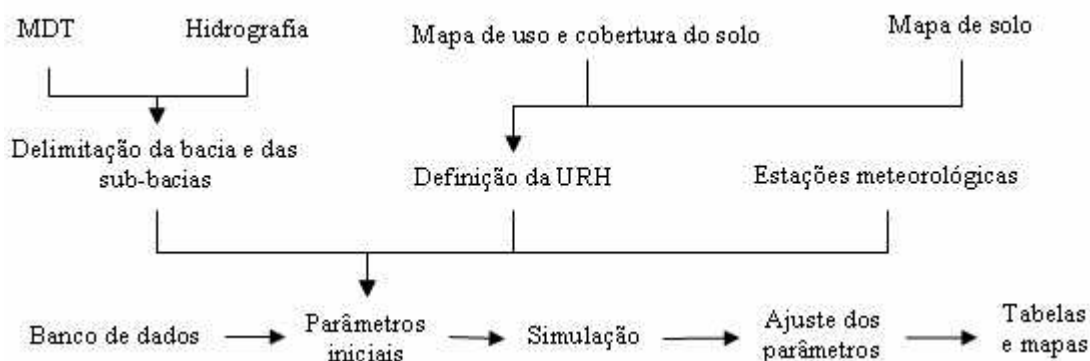 MDT
Hidrografia
Mapa de uso e cobertura do solo
Mapa de solo
Delimitação da bacia e das
sub-bacias
Definição da URH
Estações meteorológicas
Banco de dados
Parâmetros
iniciais
Simulação
Ajuste dos
parâmetros
Tabelas
e mapas